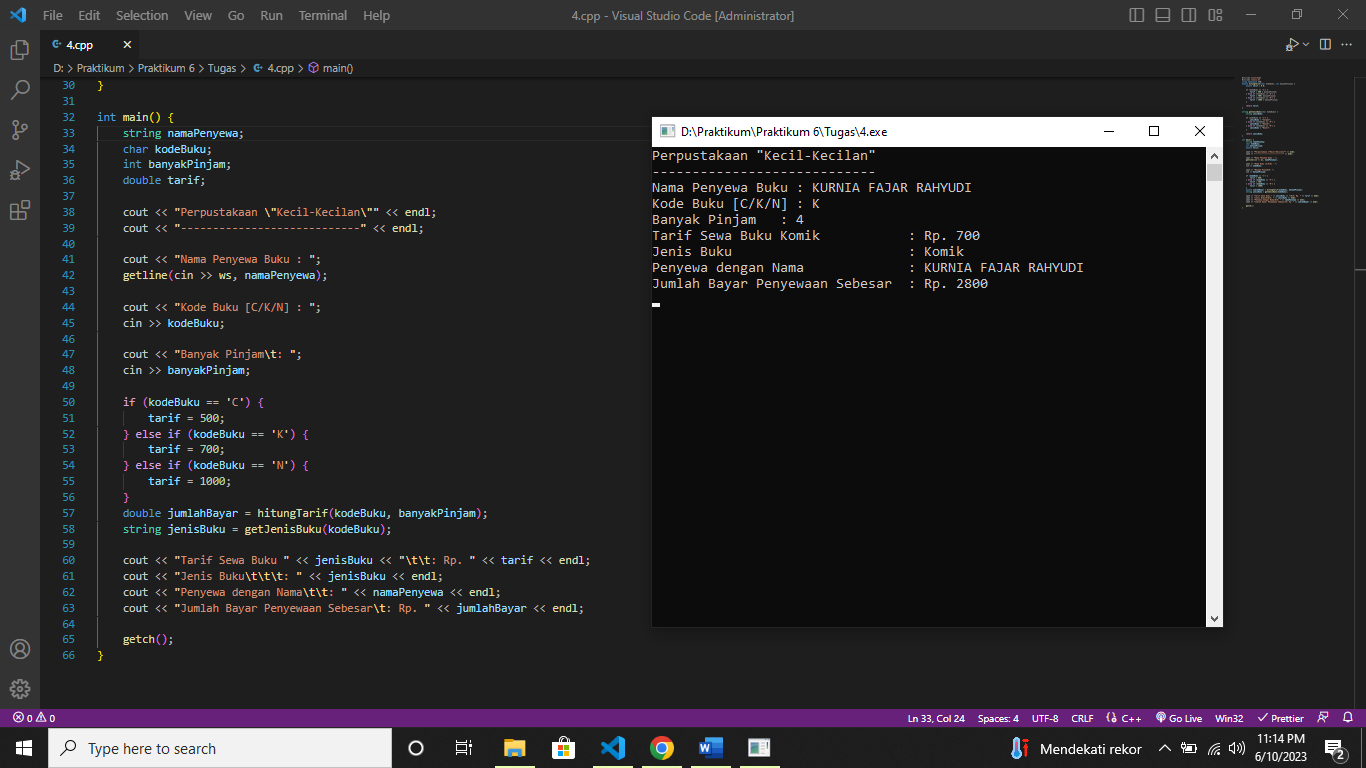 File Edit Selection View Go Run Terminal Help 4.cpp - Visual Studio Code [Administrator]
4.cpp
D: > Praktikum > Praktikum 6 > Tugas > 4.cpp > main()
30 }
31
32 int main() {
33 string namaPenyewa;
34 char kodeBuku;
35 int banyakPinjam;
36 double tarif;
37
38 cout << "Perpustakaan \"Kecil-Kecilan\"" << endl;
39 cout << "----------------------------" << endl;
40
41 cout << "Nama Penyewa Buku : ";
42 getline(cin >> ws, namaPenyewa);
43
44 cout << "Kode Buku [C/K/N] : ";
45 cin >> kodeBuku;
46
47 cout << "Banyak Pinjam\t: ";
48 cin >> banyakPinjam;
49
50 if (kodeBuku == 'C') {
51 tarif = 500;
52 } else if (kodeBuku == 'K') {
53 tarif = 700;
54 } else if (kodeBuku == 'N') {
55 tarif = 1000;
56 }
57 double jumlahBayar = hitungTarif(kodeBuku, banyakPinjam);
58 string jenisBuku = getJenisBuku(kodeBuku);
59
60 cout << "Tarif Sewa Buku " << jenisBuku << "\t\t: Rp. " << tarif << endl;
61 cout << "Jenis Buku\t\t\t: " << jenisBuku << endl;
62 cout << "Penyewa dengan Nama\t\t: " << namaPenyewa << endl;
63 cout << "Jumlah Bayar Penyewaan Sebesar\t: Rp. " << jumlahBayar << endl;
64
65 getch();
66 }
D:\Praktikum\Praktikum 6\Tugas\4.exe
Perpustakaan "Kecil-Kecilan"
----------------------------
Nama Penyewa Buku : KURNIA FAJAR RAHYUDI
Kode Buku [C/K/N] : K
Banyak Pinjam : 4
Tarif Sewa Buku Komik : Rp. 700
Jenis Buku : Komik
Penyewa dengan Nama : KURNIA FAJAR RAHYUDI
Jumlah Bayar Penyewaan Sebesar : Rp. 2800
0 0 Ln 33, Col 24 Spaces: 4 UTF-8 CRLF C++ Go Live Win32 Prettier
Type here to search Mendekati rekor 11:14 PM
6/10/2023 2